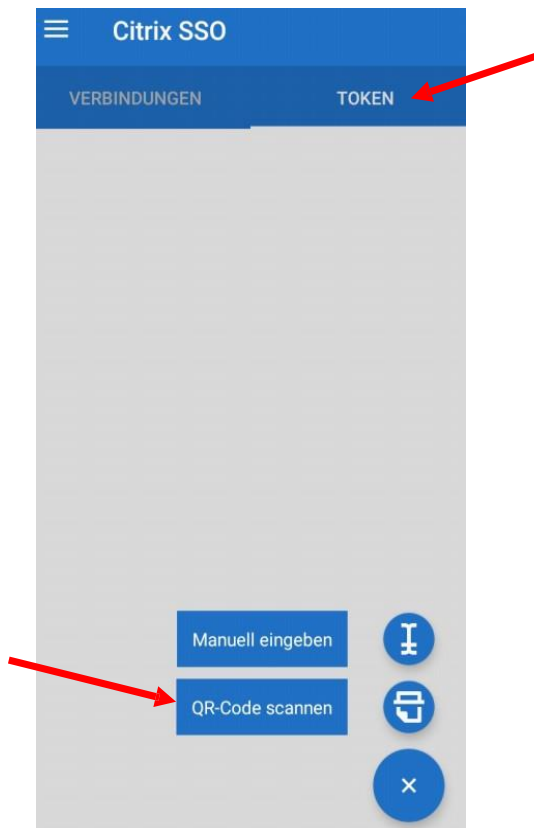 Citrix SSO
VERBINDUNGEN TOKEN
Manuell eingeben
QR-Code scannen